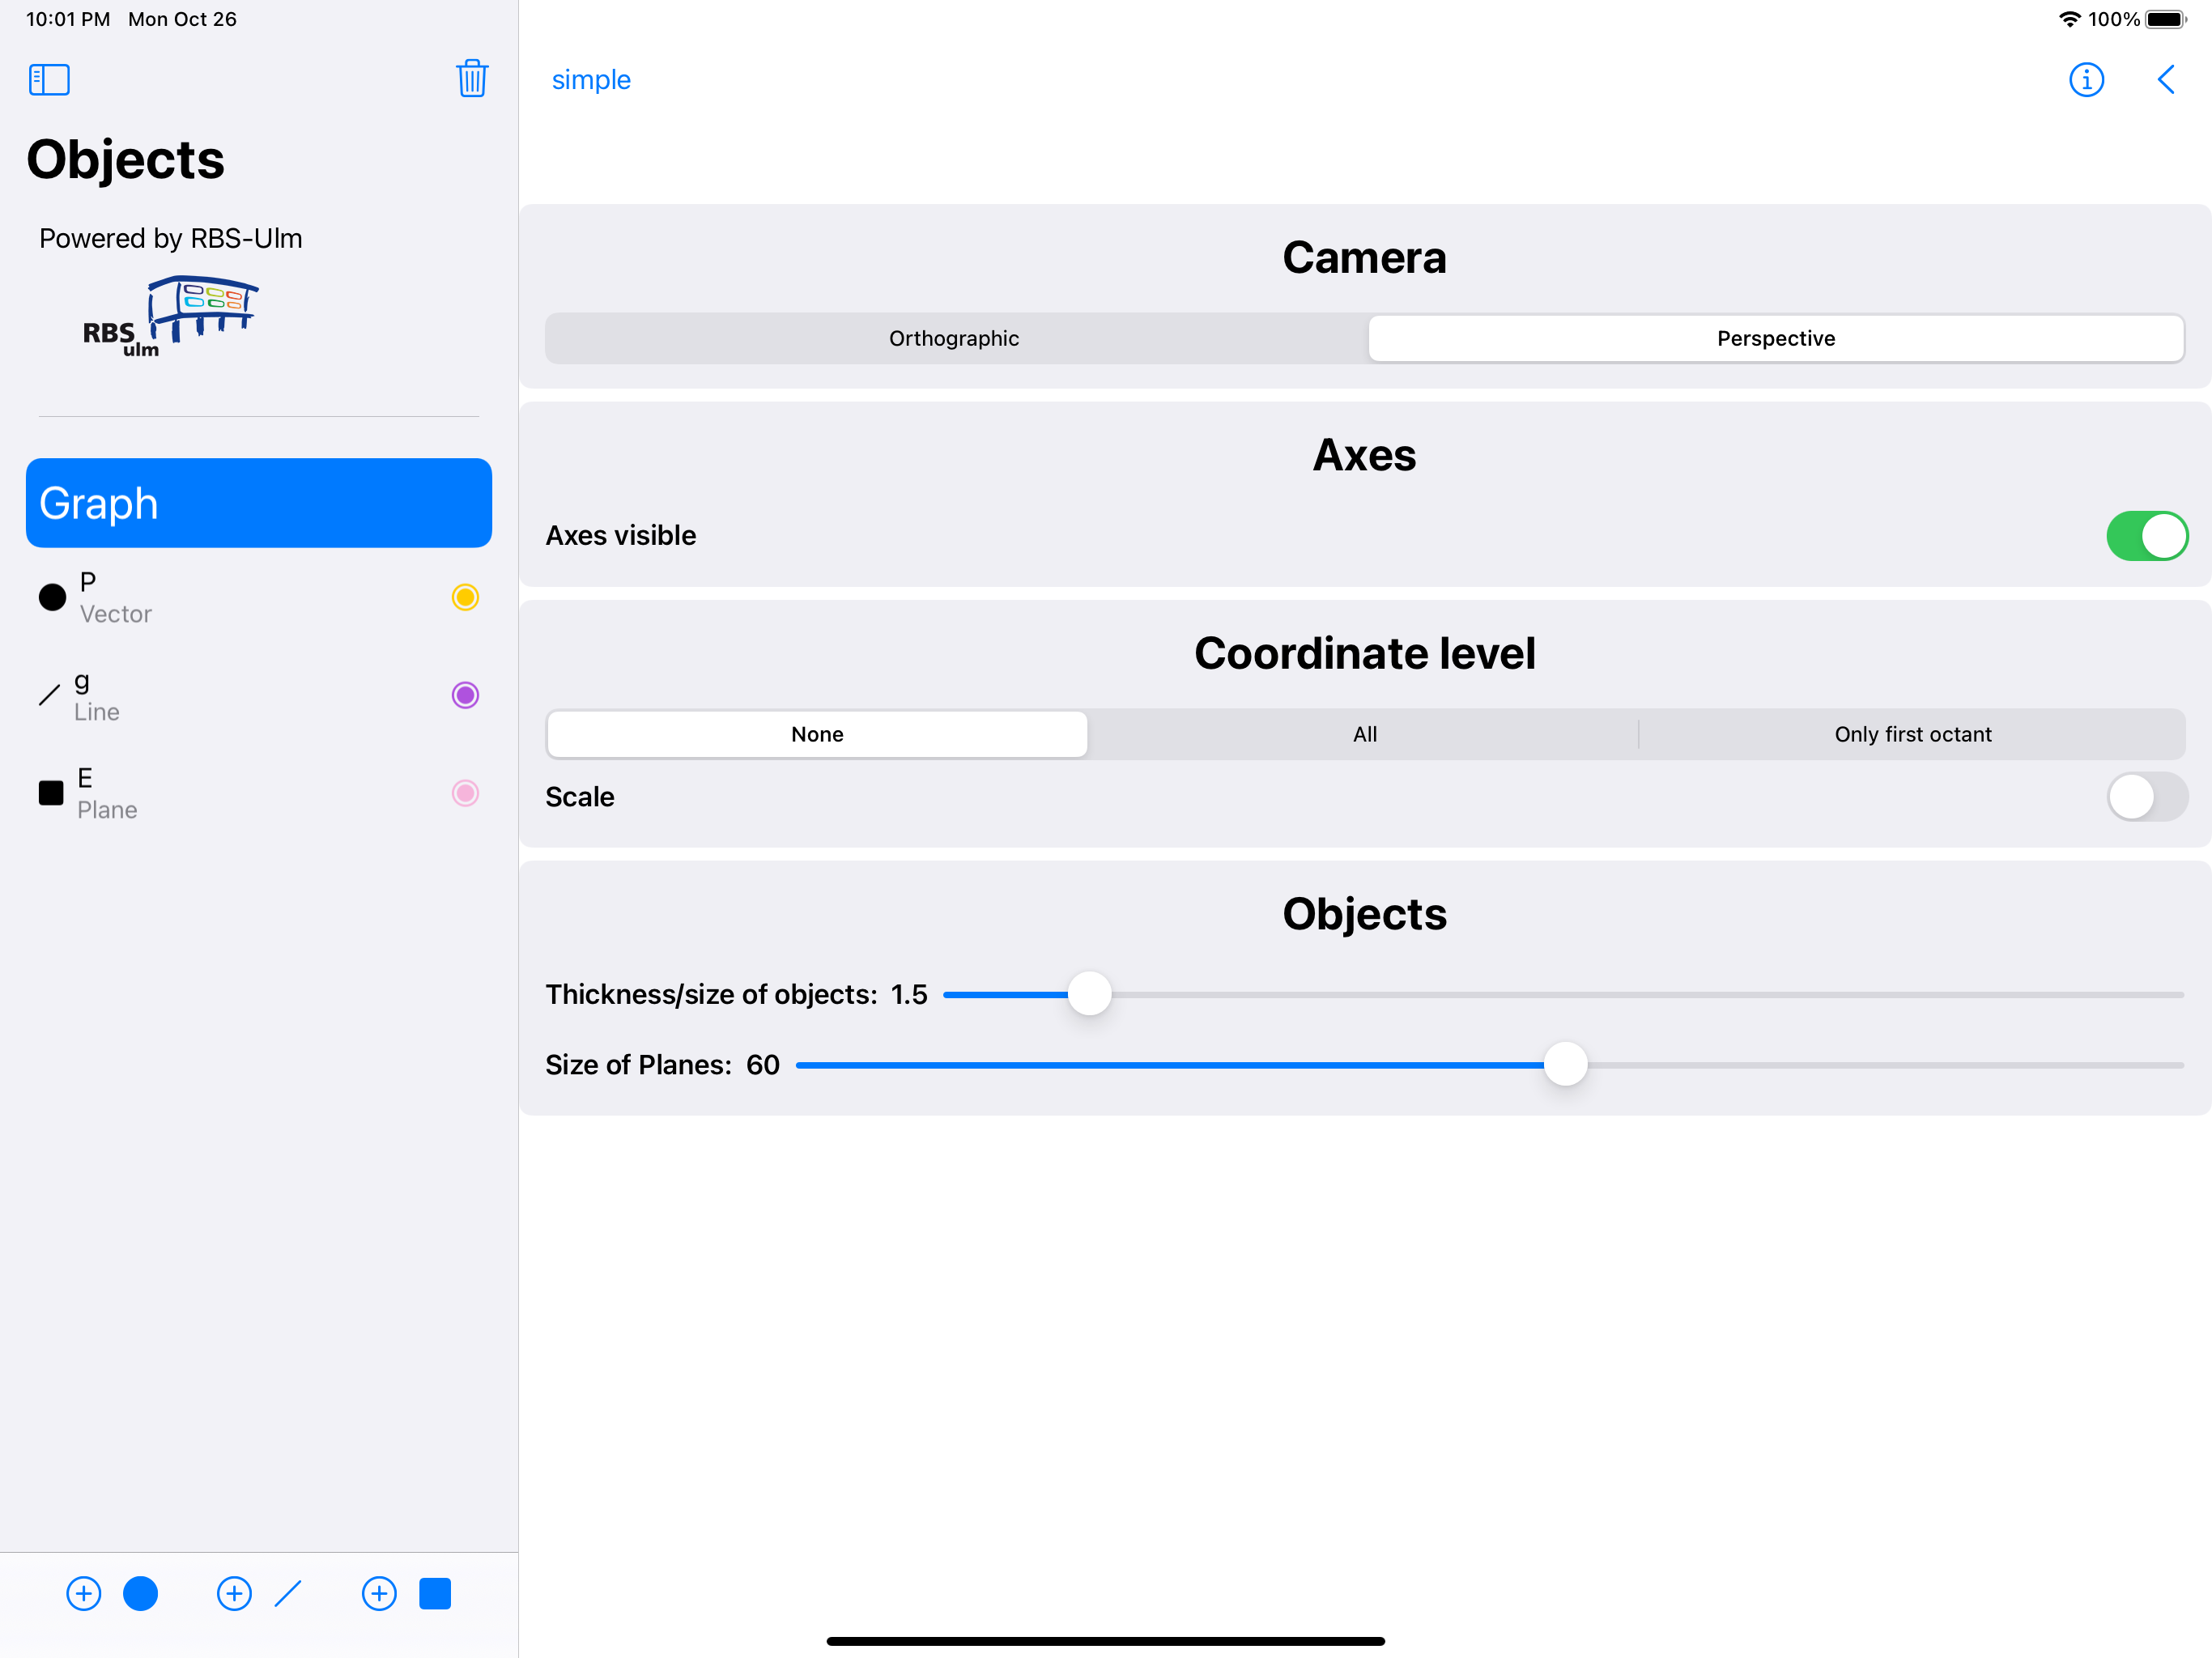 10:01 PM Mon Oct 26
100%
Objects
Powered by RBS-Ulm
RBS
ulm
Graph
P
Vector
g
Line
E
Plane
simple
Camera
Orthographic Perspective
Axes
Axes visible
Coordinate level
None All Only first octant
Scale
Objects
Thickness/size of objects: 1.5
Size of Planes: 60